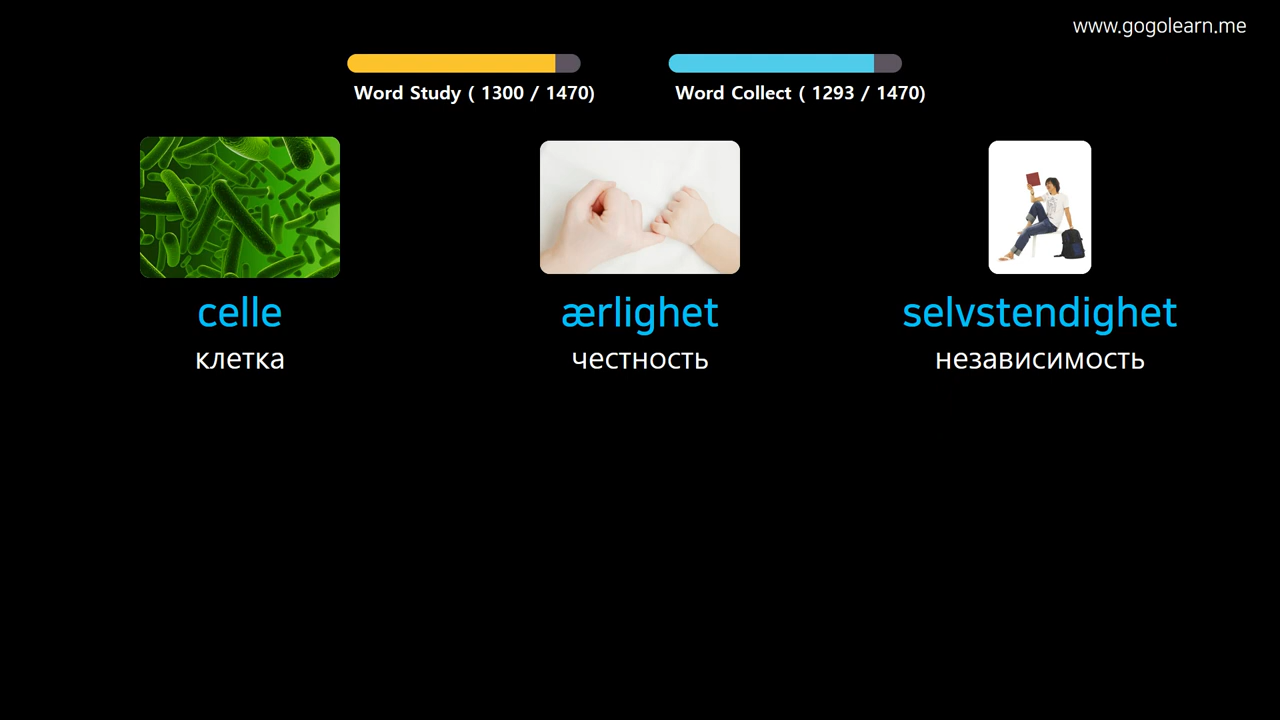 www.gogolearn.me
Word Study ( 1300 / 1470)
Word Collect ( 1293 / 1470)
celle
клетка
ærlighet
честность
selvstendighet
независимость